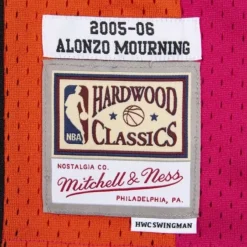 2005-06
ALONZO MOURNING
HARDWOOD
NBA
CLASSICS
NOSTALGIA CO.
Mitchell & Ness
PHILADELPHIA, PA.
HWC SWINGMAN